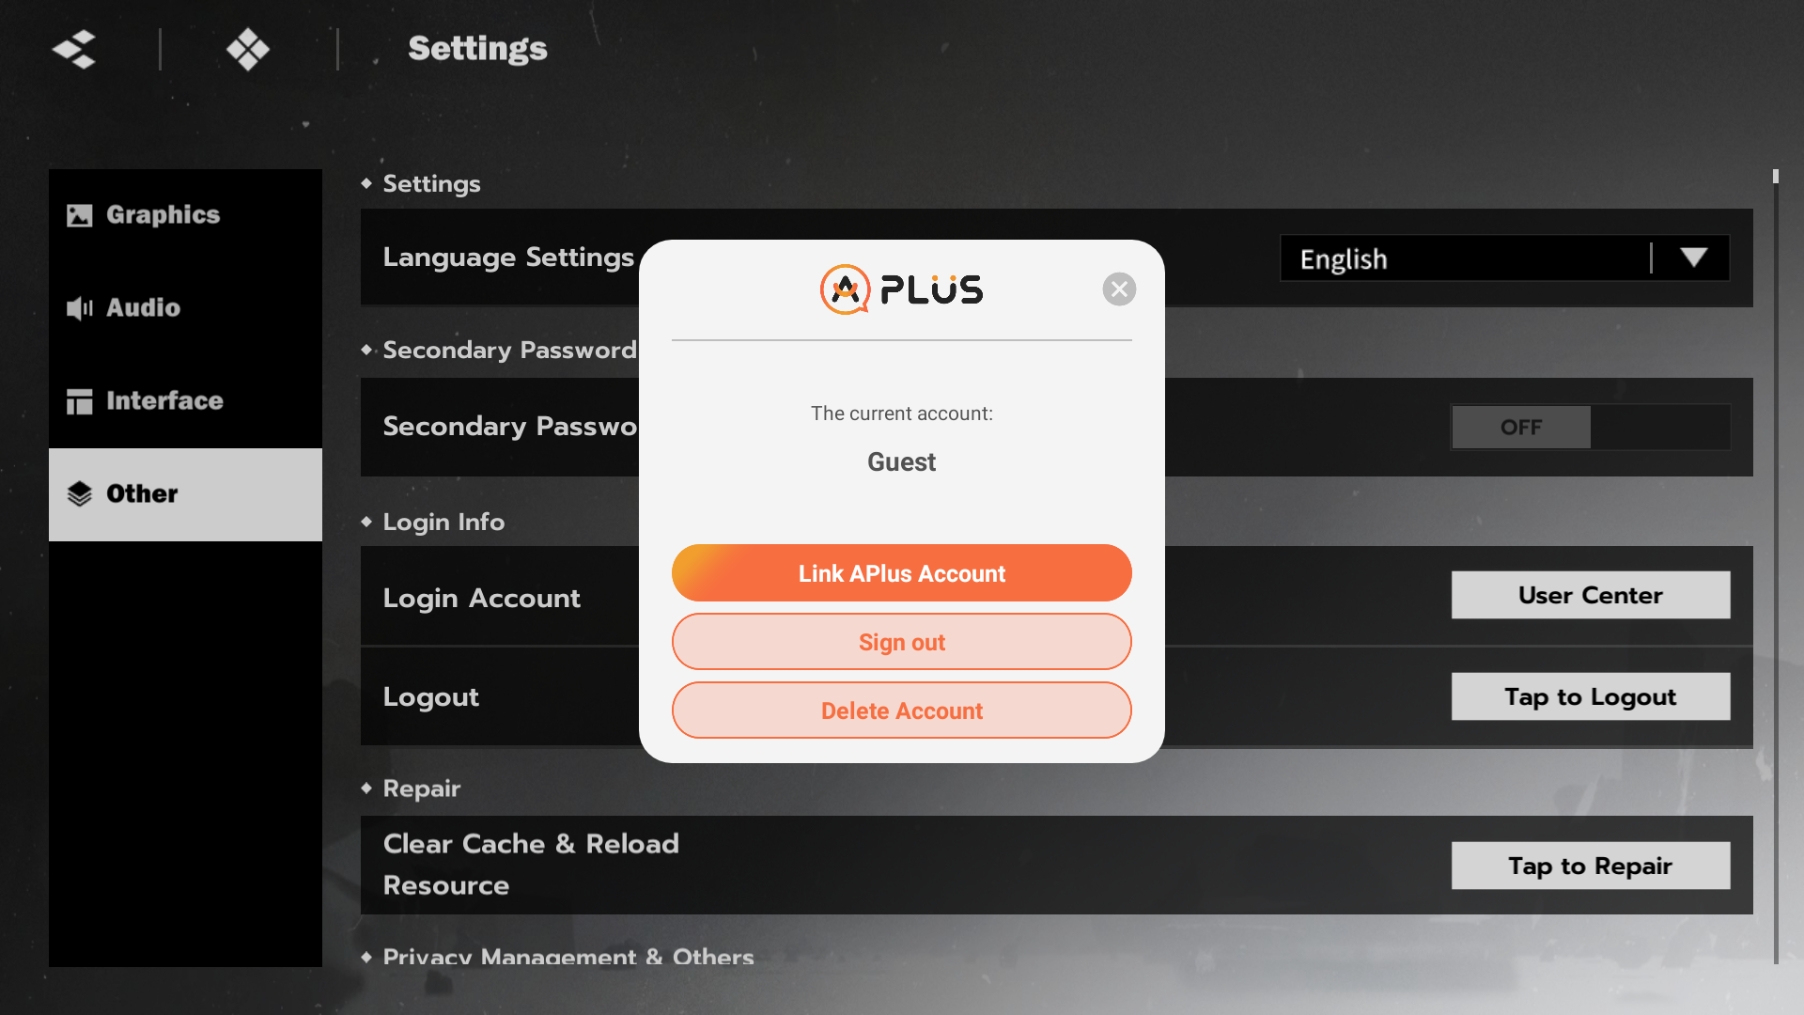 Settings
Graphics
Audio
Interface
Other
Settings
Language Settings
English
Secondary Password
Secondary Passwo
OFF
Login Info
Login Account
User Center
Logout
Tap to Logout
Repair
Clear Cache & Reload
Resource
Tap to Repair
Privacy Management & Others
A PLUS
The current account:
Guest
Link APlus Account
Sign out
Delete Account